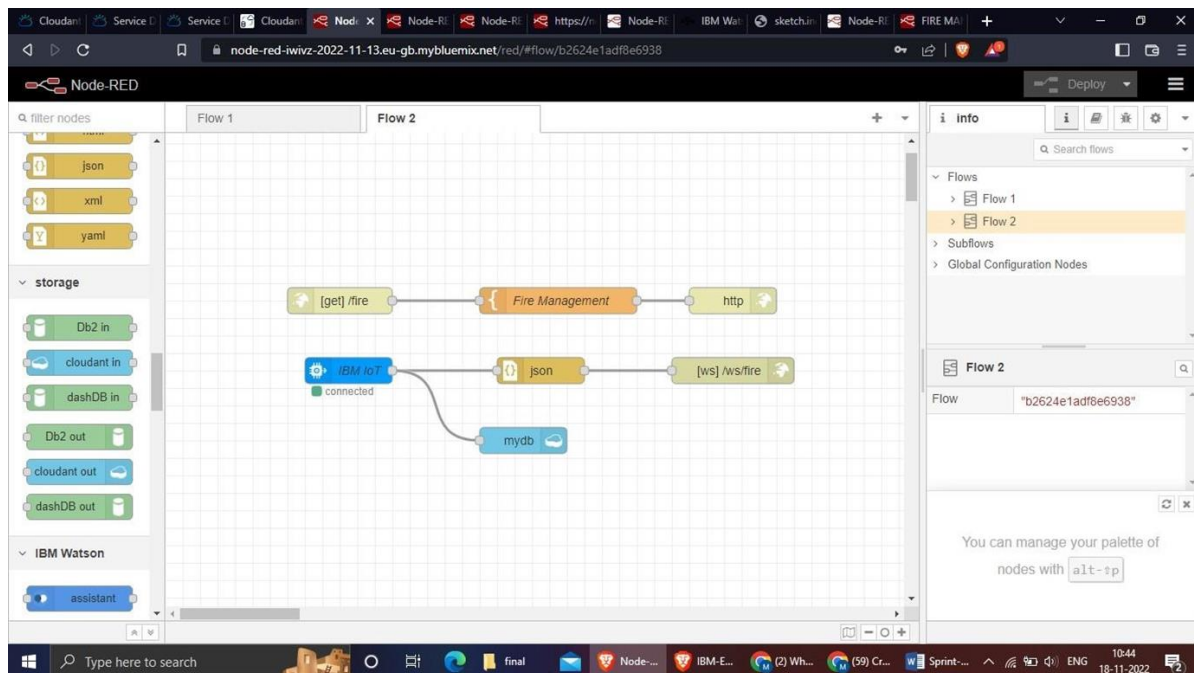 Cloudant
Service D
Service D
Cloudant
Node
Node-RE
Node-RE
https://n
Node-RE
IBM Wat
sketch.in
Node-RE
FIRE MA
node-red-iwivz-2022-11-13.eu-gb.mybluemix.net/red/#flow/b2624e1adf8e6938
Node-RED
Deploy
filter nodes
Flow 1
Flow 2
i info
i
Search flows
json
xml
yaml
storage
Db2 in
cloudant in
dashDB in
Db2 out
cloudant out
dashDB out
IBM Watson
assistant
[get] /fire
Fire Management
http
IBM IoT
connected
json
[ws] /ws/fire
mydb
Flows
Flow 1
Flow 2
Subflows
Global Configuration Nodes
Flow 2
Flow "b2624e1adf8e6938"
You can manage your palette of
nodes with alt-⇧p
Type here to search
final
Node-...
IBM-E...
(2) Wh...
(59) Cr...
Sprint-...
ENG
10:44
18-11-2022